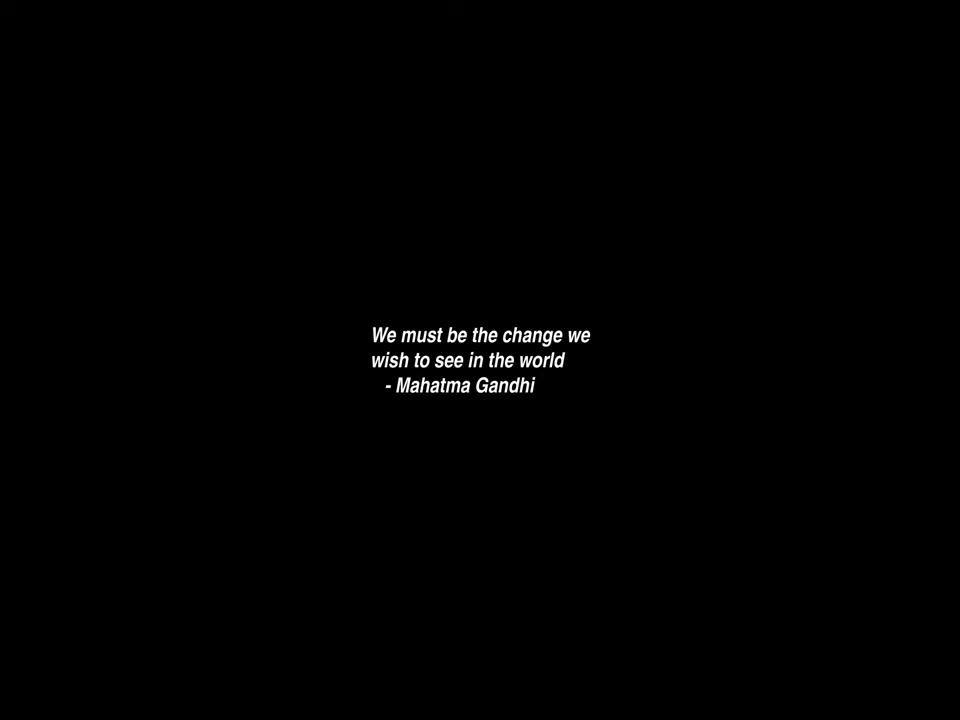 We must be the change we
wish to see in the world
- Mahatma Gandhi